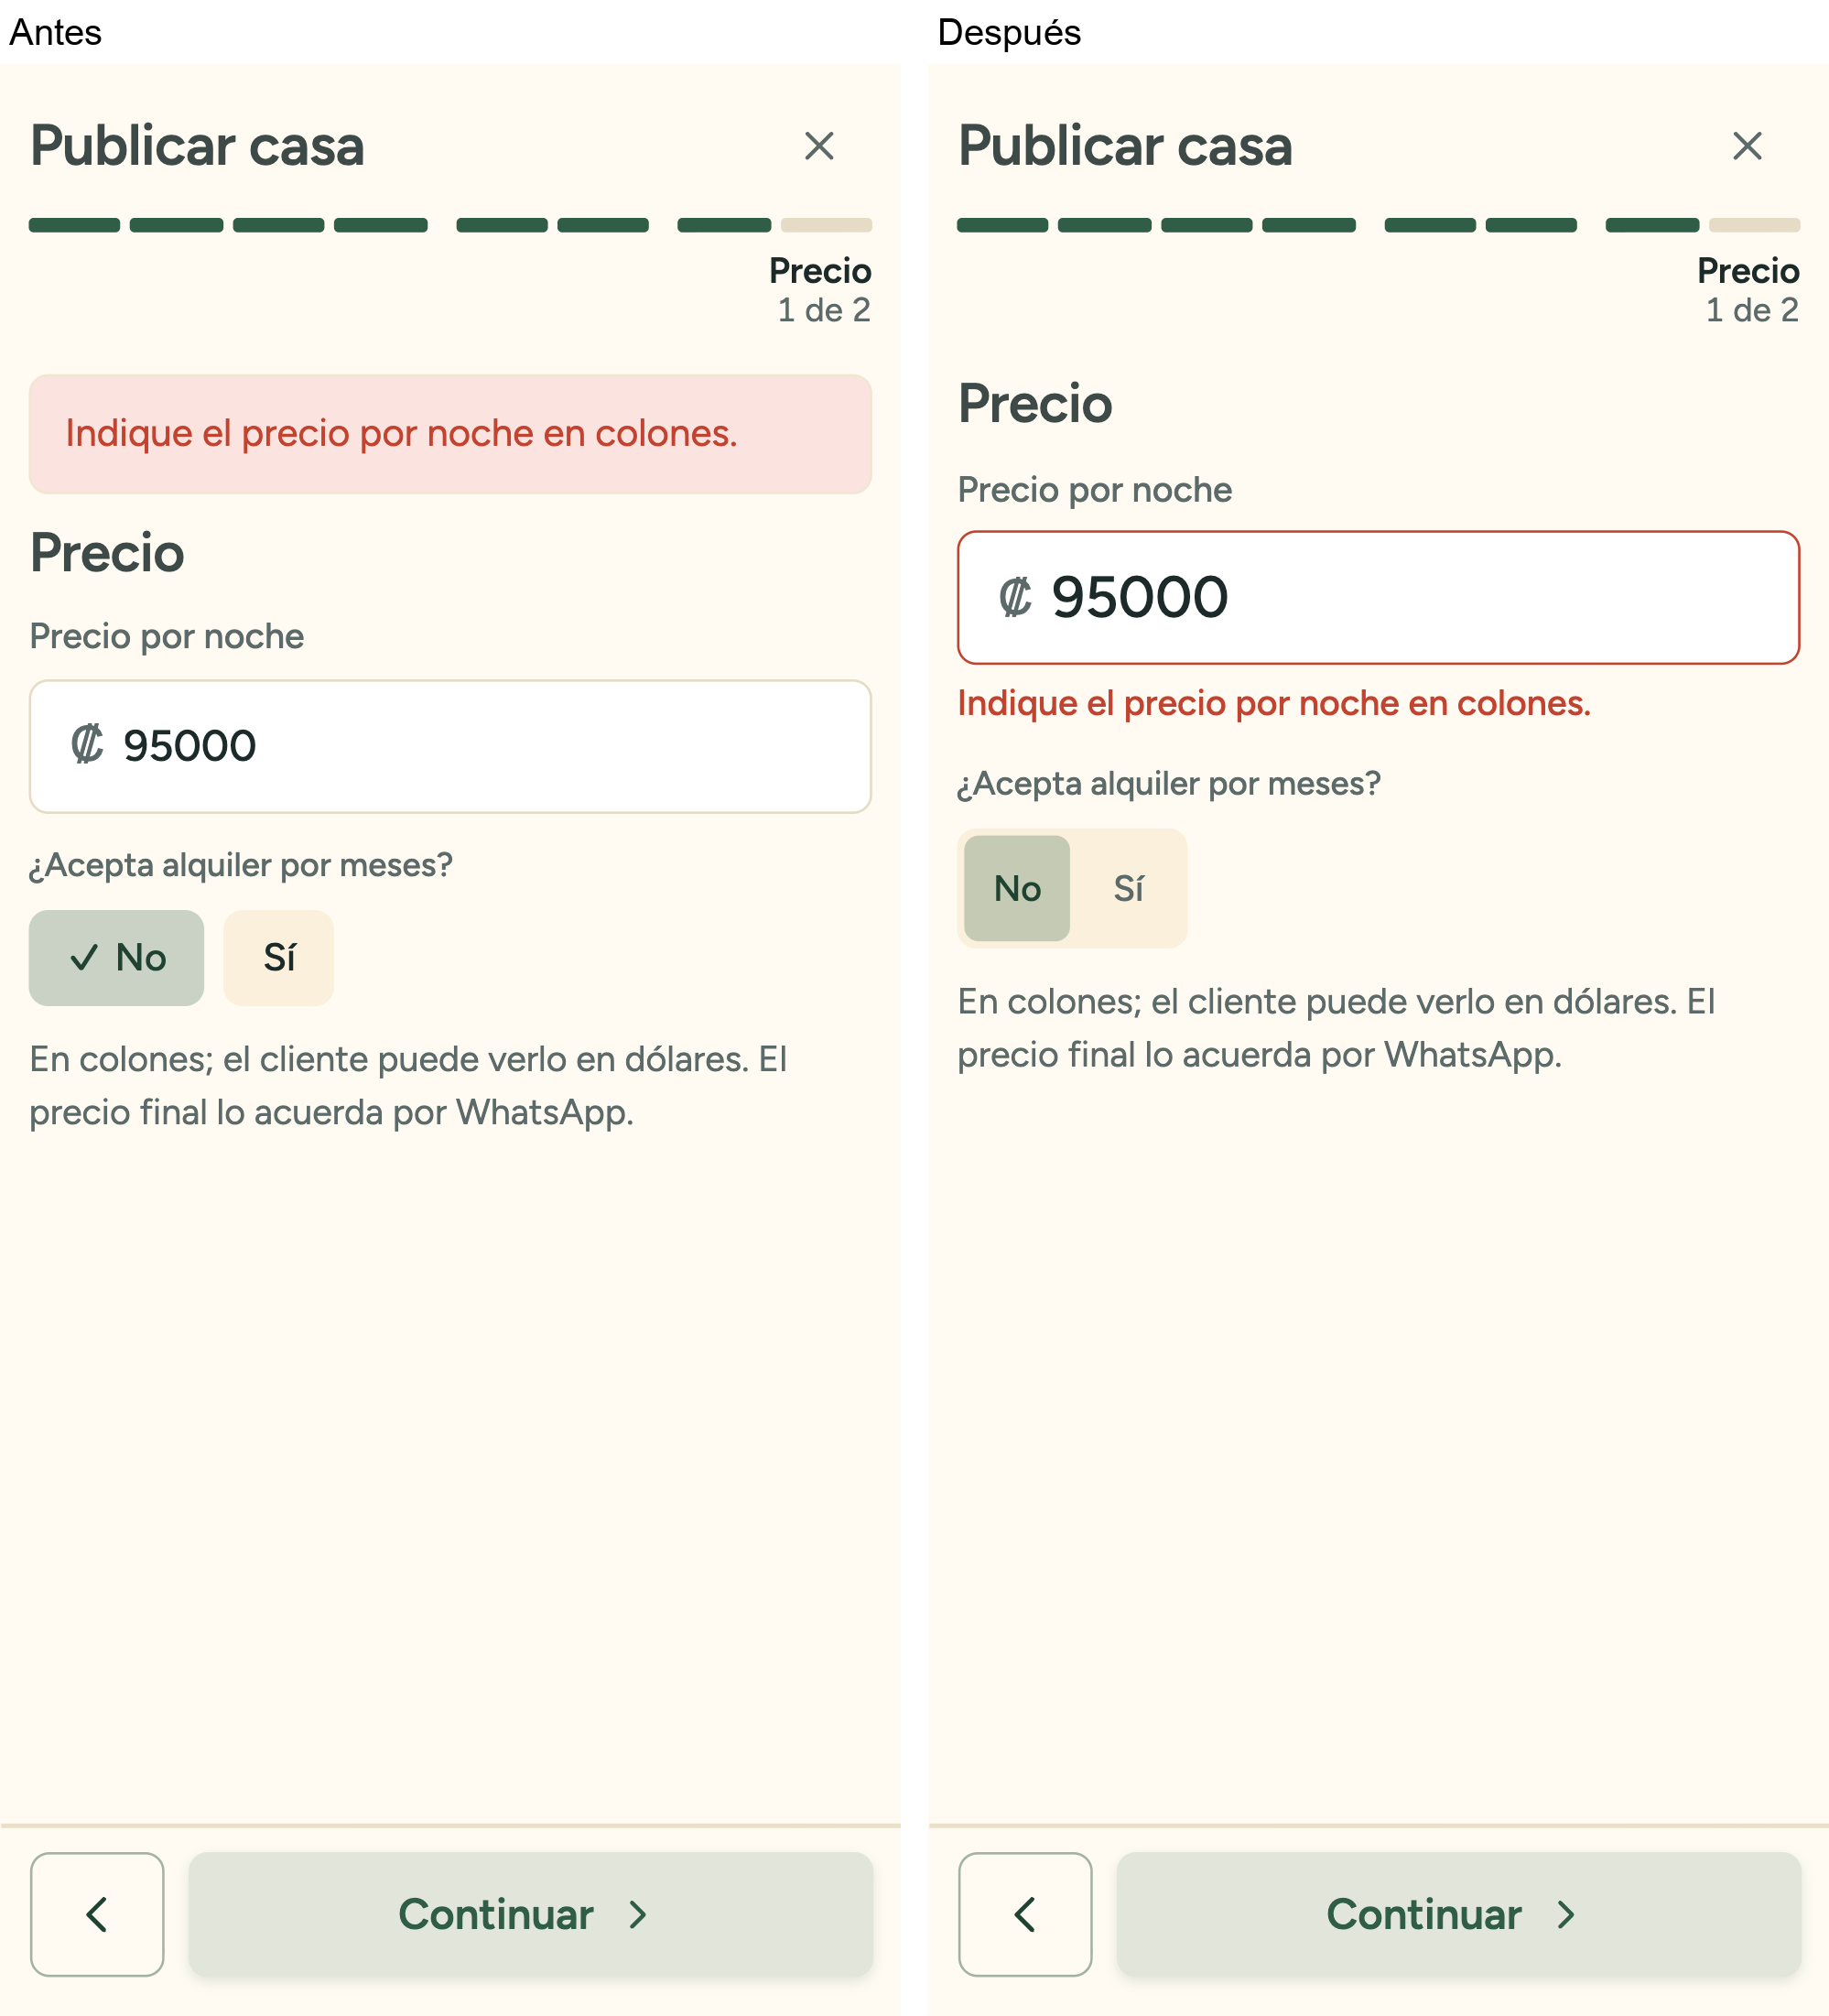 Antes
Publicar casa
Precio
1 de 2
Indique el precio por noche en colones.
Precio
Precio por noche
₡ 95000
¿Acepta alquiler por meses?
✓ No
Sí
En colones; el cliente puede verlo en dólares. El
precio final lo acuerda por WhatsApp.
Continuar
Después
Publicar casa
Precio
1 de 2
Precio
Precio por noche
₡ 95000
Indique el precio por noche en colones.
¿Acepta alquiler por meses?
No
Sí
En colones; el cliente puede verlo en dólares. El
precio final lo acuerda por WhatsApp.
Continuar